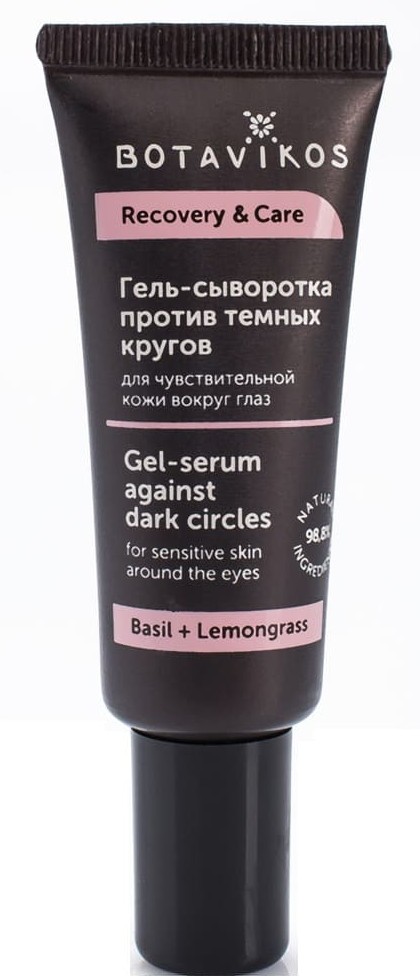 BOTAVIKOS
Recovery & Care
Гель-сыворотка
против темных
кругов
для чувствительной
кожи вокруг глаз
Gel-serum
against
dark circles
for sensitive skin
around the eyes
98,8%
Basil + Lemongrass